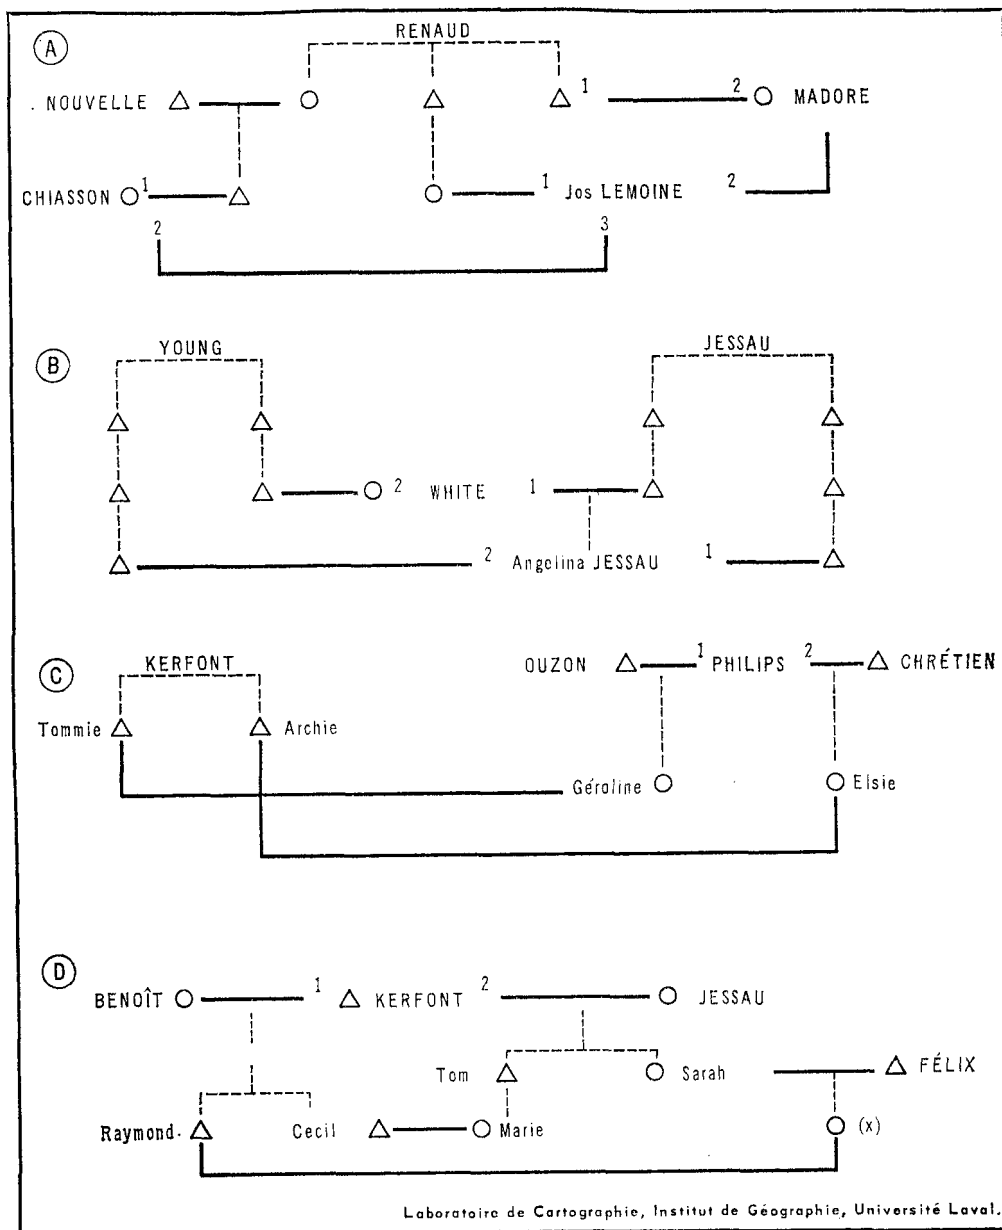 A
RENAUD
. NOUVELLE 1 2 MADORE
CHIASSON 1 1 Jos LEMOINE 2
2 3
B
YOUNG JESSAU
2 WHITE 1
2 Angelina JESSAU 1
C
KERFONT OUZON 1 PHILIPS 2 CHRÉTIEN
Tommie Archie
Géraline Elsie
D
BENOÎT 1 KERFONT 2 JESSAU
Tom Sarah FÉLIX
Raymond. Cecil Marie (x)
Laboratoire de Cartographie, Institut de Géographie, Université Laval.